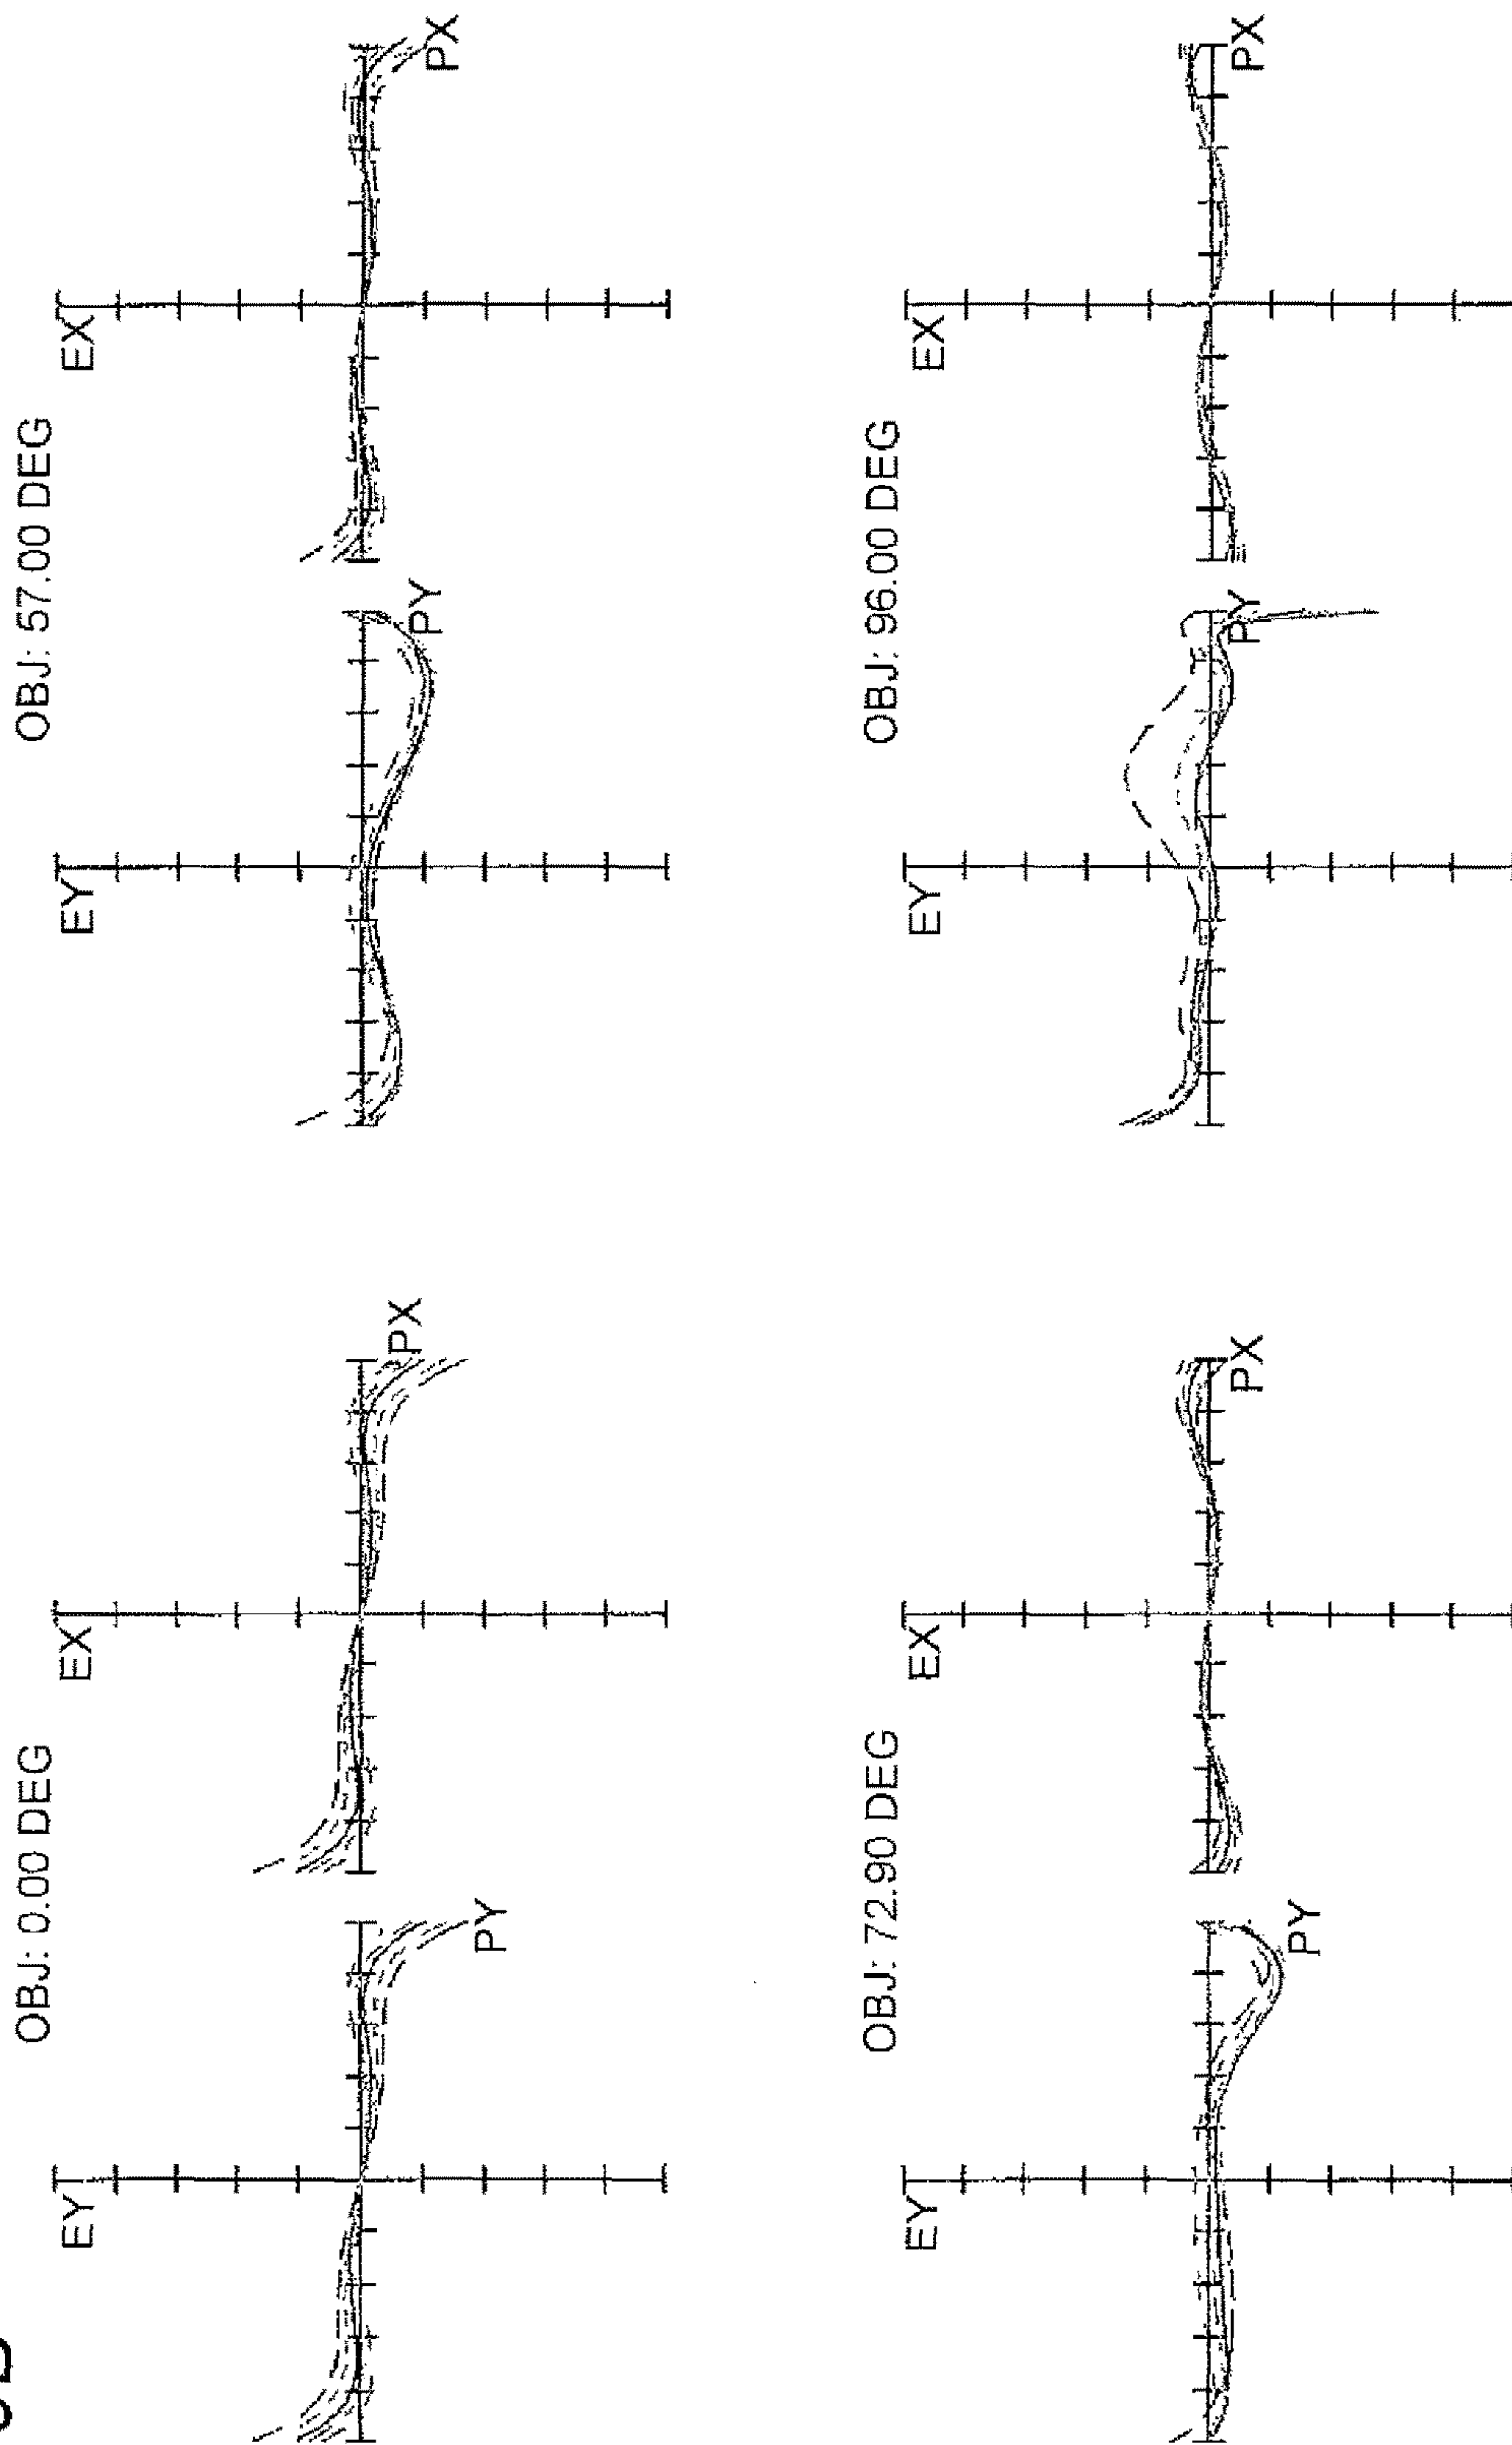 OBJ: 0.00 DEG
EY
PY
EX
PX
OBJ: 57.00 DEG
EY
PY
EX
PX
OBJ: 72.90 DEG
EY
PY
EX
PX
OBJ: 96.00 DEG
EY
PY
EX
PX